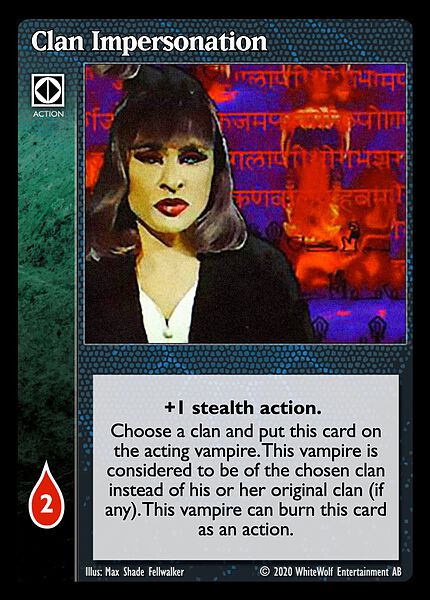 Clan Impersonation
ACTION
+1 stealth action.
Choose a clan and put this card on
the acting vampire. This vampire is
considered to be of the chosen clan
instead of his or her original clan (if
any). This vampire can burn this card
as an action.
2
Illus: Max Shade Fellwalker
© 2020 WhiteWolf Entertainment AB